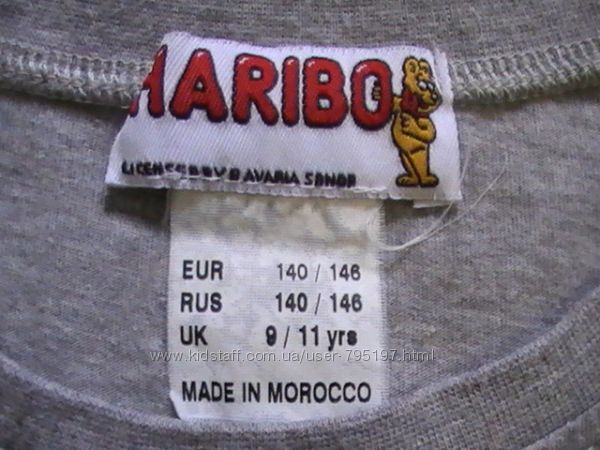 HARIBO
LICENSED BY BAVARIA SONOR
EUR 140 / 146
RUS 140 / 146
UK 9 / 11 yrs
www.kidstaff.com.ua/user-795197.html
MADE IN MOROCCO